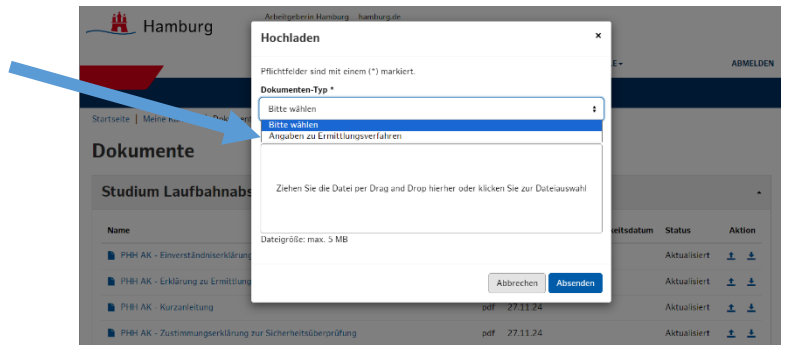 Hamburg
Arbeitgeberin Hamburg hamburg.de
Hochladen
×
ABMELDEN
Pflichtfelder sind mit einem (*) markiert.
Dokumenten-Typ *
Bitte wählen
Bitte wählen
Angaben zu Ermittlungsverfahren
Startseite | Meine
Dokumente
Studium Laufbahnabs
Ziehen Sie die Datei per Drag and Drop hierher oder klicken Sie zur Dateiauswahl
Name
eitsdatum Status Aktion
Dateigröße: max. 5 MB
PHH AK - Einverständniserklärung
Aktualisiert
PHH AK - Erklärung zu Ermittlung
Aktualisiert
Abbrechen Absenden
PHH AK - Kurzanleitung pdf 27.11.24 Aktualisiert
PHH AK - Zustimmungserklärung zur Sicherheitsüberprüfung pdf 27.11.24 Aktualisiert